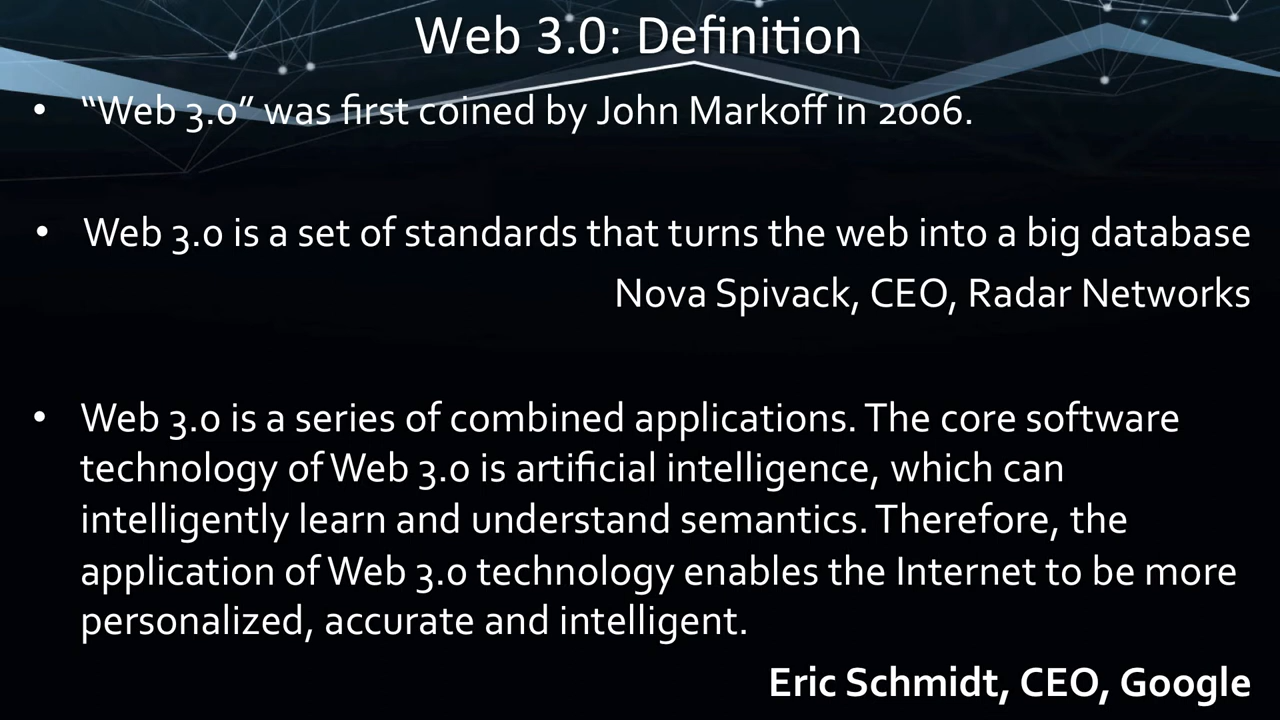 Web 3.0: Definition
• “Web 3.0” was first coined by John Markoff in 2006.
• Web 3.0 is a set of standards that turns the web into a big database
Nova Spivack, CEO, Radar Networks
• Web 3.0 is a series of combined applications. The core software
technology of Web 3.0 is artificial intelligence, which can
intelligently learn and understand semantics. Therefore, the
application of Web 3.0 technology enables the Internet to be more
personalized, accurate and intelligent.
Eric Schmidt, CEO, Google